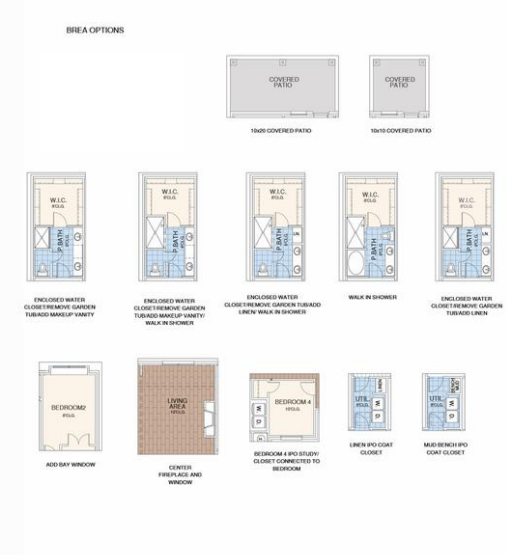 BREA OPTIONS
COVERED
PATIO
COVERED
PATIO
10x20 COVERED PATIO
10x10 COVERED PATIO
W.I.C.
P.BATH
W.I.C.
P.BATH
W.I.C.
LN
P.BATH
W.I.C.
P.BATH
W.I.C.
LN
P.BATH
ENCLOSED WATER
CLOSET/REMOVE GARDEN
TUB/ADD MAKEUP VANITY
ENCLOSED WATER
CLOSET/REMOVE GARDEN
TUB/ADD MAKEUP VANITY/
WALK IN SHOWER
ENCLOSED WATER
CLOSET/REMOVE GARDEN TUB/ADD
LINEN/ WALK IN SHOWER
WALK IN SHOWER
ENCLOSED WATER
CLOSET/REMOVE GARDEN
TUB/ADD LINEN
BEDROOM2
LIVING
AREA
BEDROOM 4
UTIL.
LINEN
UTIL.
BENCH
ADD BAY WINDOW
CENTER
FIREPLACE AND
WINDOW
BEDROOM 4 IPO STUDY/
CLOSET CONNECTED TO
BEDROOM
LINEN IPO COAT
CLOSET
MUD BENCH IPO
COAT CLOSET